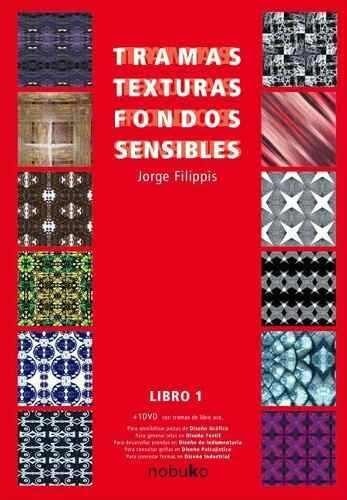 TRAMAS
TEXTURAS
FONDOS
SENSIBLES
Jorge Filippis
LIBRO 1
+1DVD con tramas de libre uso.
Para sensibilizar piezas de Diseño Gráfico
Para generar telas en Diseño Textil
Para desarrollar prendas en Diseño de Indumentaria
Para consultar grillas en Diseño Paisajístico
Para concretar formas en Diseño Industrial
nobuko